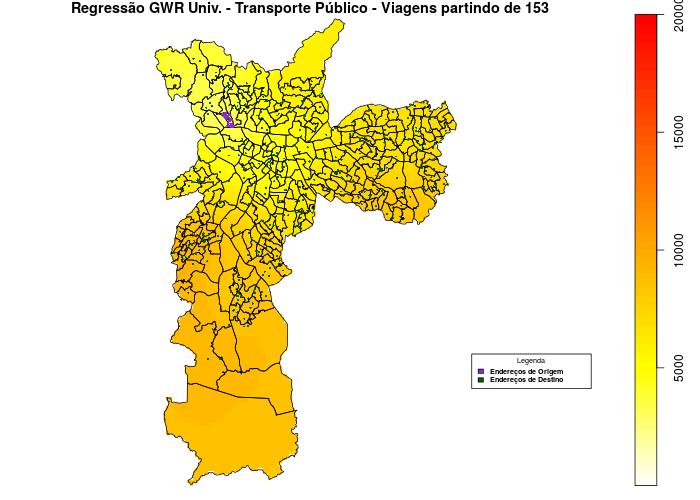 Regressão GWR Univ. - Transporte Público - Viagens partindo de 153
20000
15000
10000
5000
Legenda
Endereços de Origem
Endereços de Destino